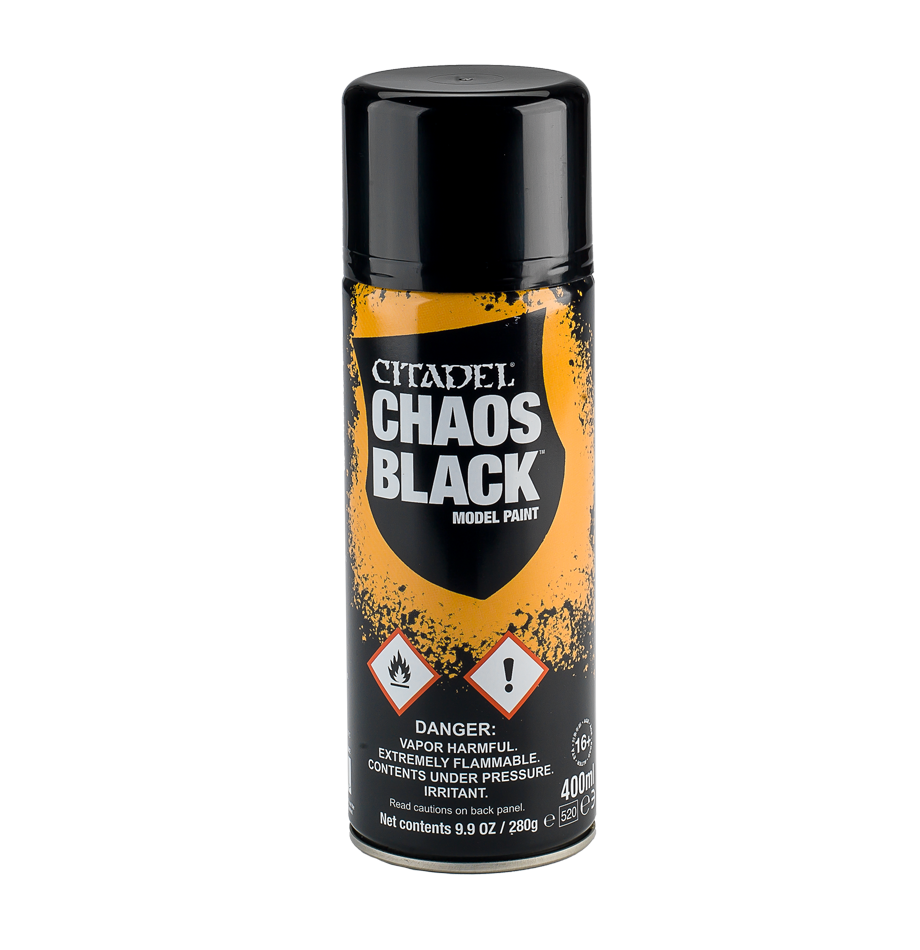 CITADEL®
CHAOS
BLACK™
MODEL PAINT
DANGER:
VAPOR HARMFUL.
EXTREMELY FLAMMABLE.
CONTENTS UNDER PRESSURE.
IRRITANT.
Read cautions on back panel.
Net contents 9.9 OZ / 280g ℮
16+
400ml
520